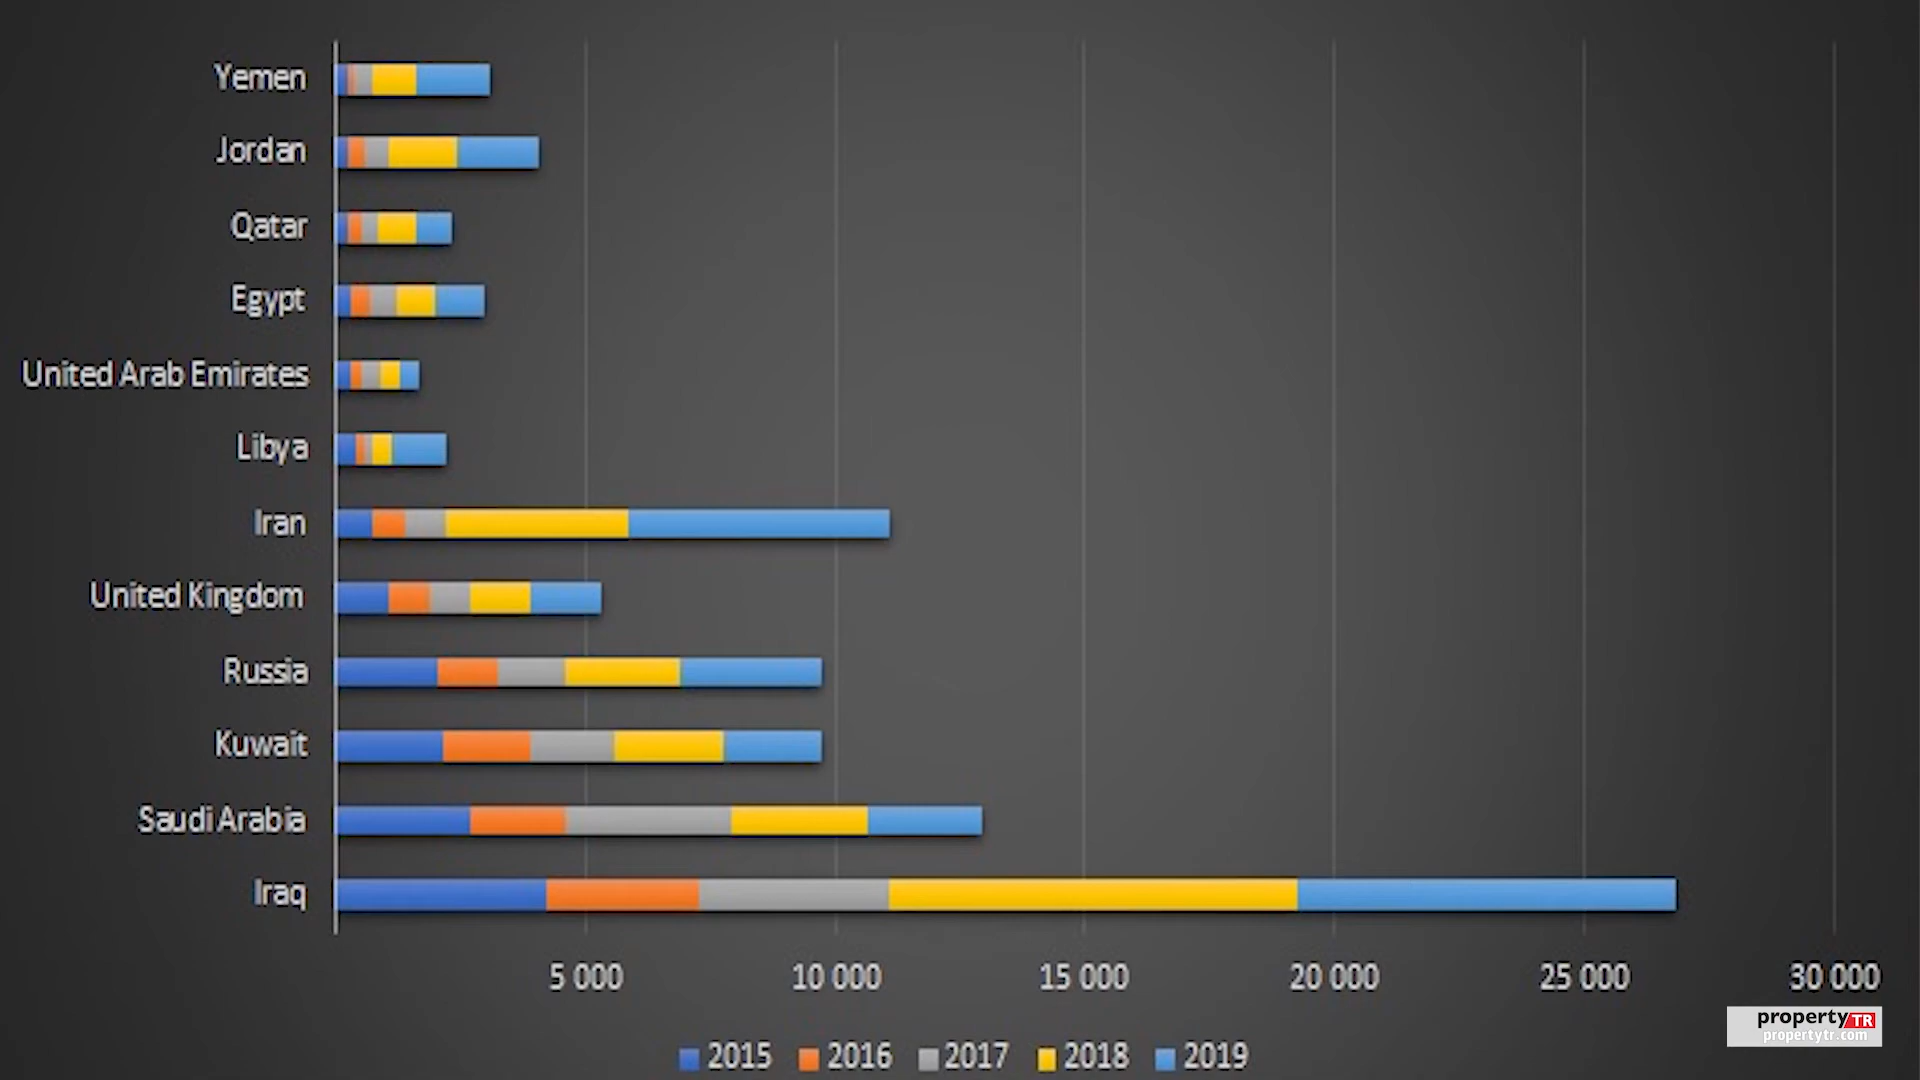 Yemen
Jordan
Qatar
Egypt
United Arab Emirates
Libya
Iran
United Kingdom
Russia
Kuwait
Saudi Arabia
Iraq
5 000 10 000 15 000 20 000 25 000 30 000
2015 2016 2017 2018 2019
property TR
propertytr.com